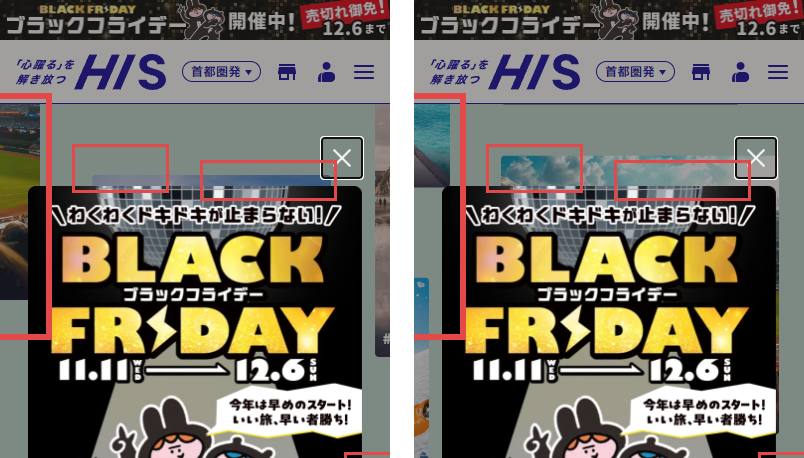 BLACK FRIDAY
ブラックフライデー 開催中! 売切れ御免!
12.6まで
「心躍る」を
解き放つ
HIS
首都圏発
わくわくドキドキが止まらない!
BLACK
ブラックフライデー
FRIDAY
11.11 WED 12.6 SUN
今年は早めのスタート!
いい旅、早い者勝ち!
#
BLACK FRIDAY
ブラックフライデー 開催中! 売切れ御免!
12.6まで
「心躍る」を
解き放つ
HIS
首都圏発
わくわくドキドキが止まらない!
BLACK
ブラックフライデー
FRIDAY
11.11 WED 12.6 SUN
今年は早めのスタート!
いい旅、早い者勝ち!